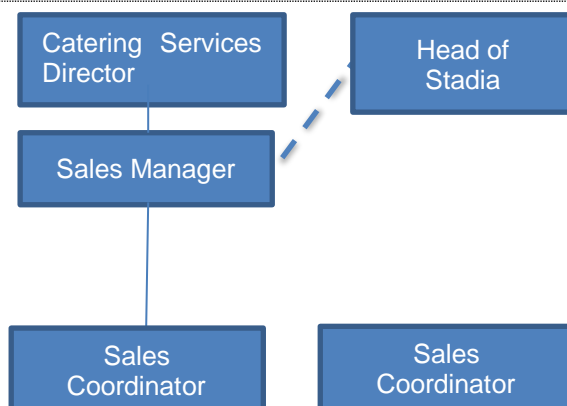 Catering Services
Director
Head of
Stadia
Sales Manager
Sales
Coordinator
Sales
Coordinator